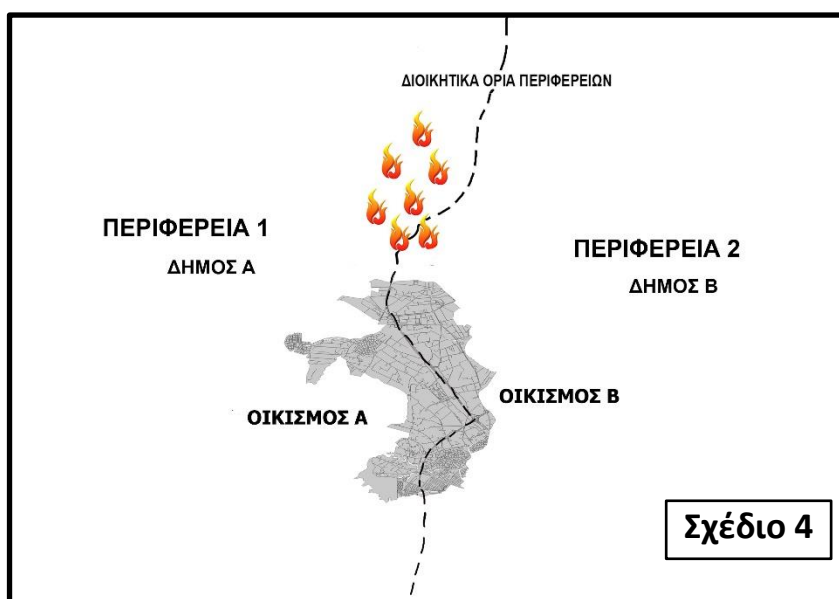 ΔΙΟΙΚΗΤΙΚΑ ΟΡΙΑ ΠΕΡΙΦΕΡΕΙΩΝ
ΠΕΡΙΦΕΡΕΙΑ 1
ΔΗΜΟΣ Α
ΠΕΡΙΦΕΡΕΙΑ 2
ΔΗΜΟΣ Β
ΟΙΚΙΣΜΟΣ Α
ΟΙΚΙΣΜΟΣ Β
Σχέδιο 4